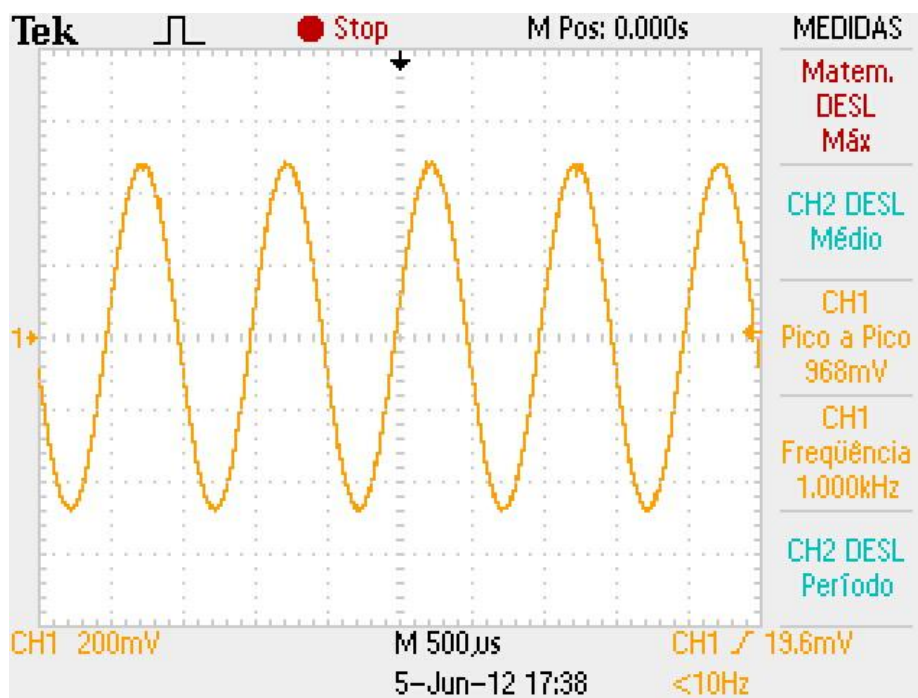 Tek Stop M Pos: 0.000s MEDIDAS
Matem.
DESL
Máx
CH2 DESL
Médio
1
CH1
Pico a Pico
968mV
CH1
Freqüência
1.000kHz
CH2 DESL
Período
CH1 200mV M 500µs CH1 19.6mV
5-Jun-12 17:38 <10Hz